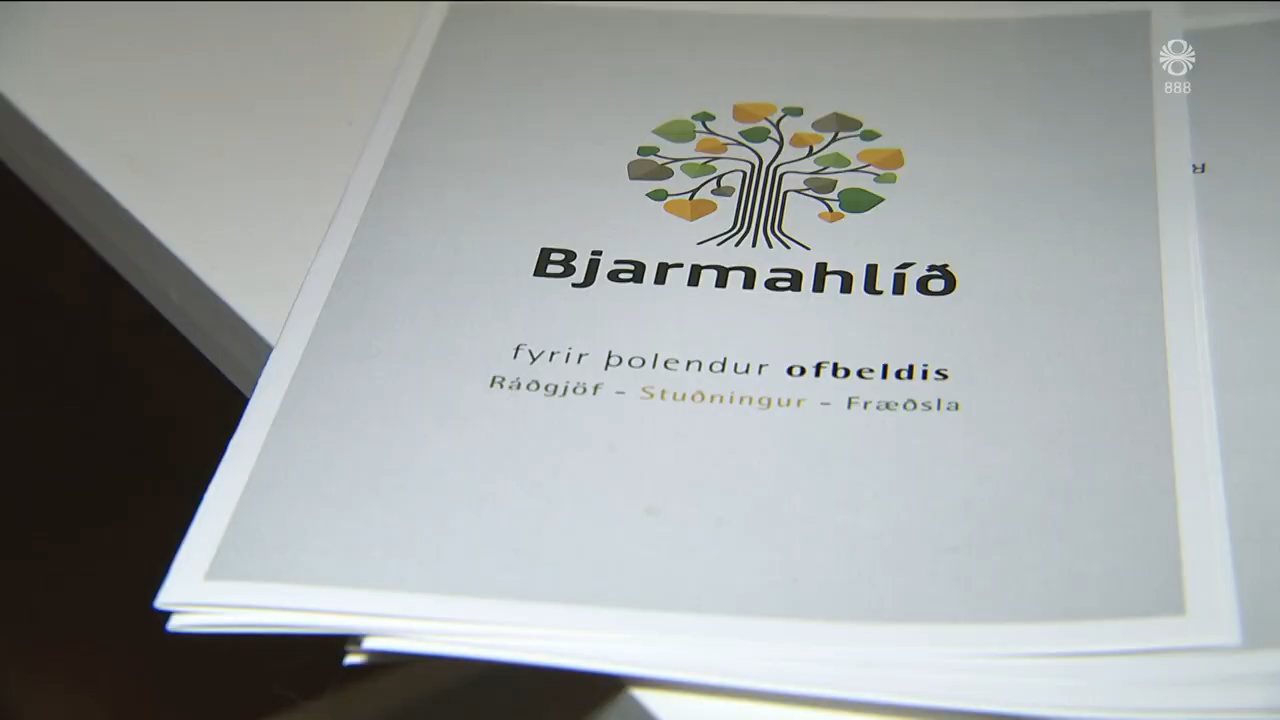 888
Bjarmahlíð
fyrir þolendur ofbeldis
Ráðgjöf – Stuðningur – Fræðsla